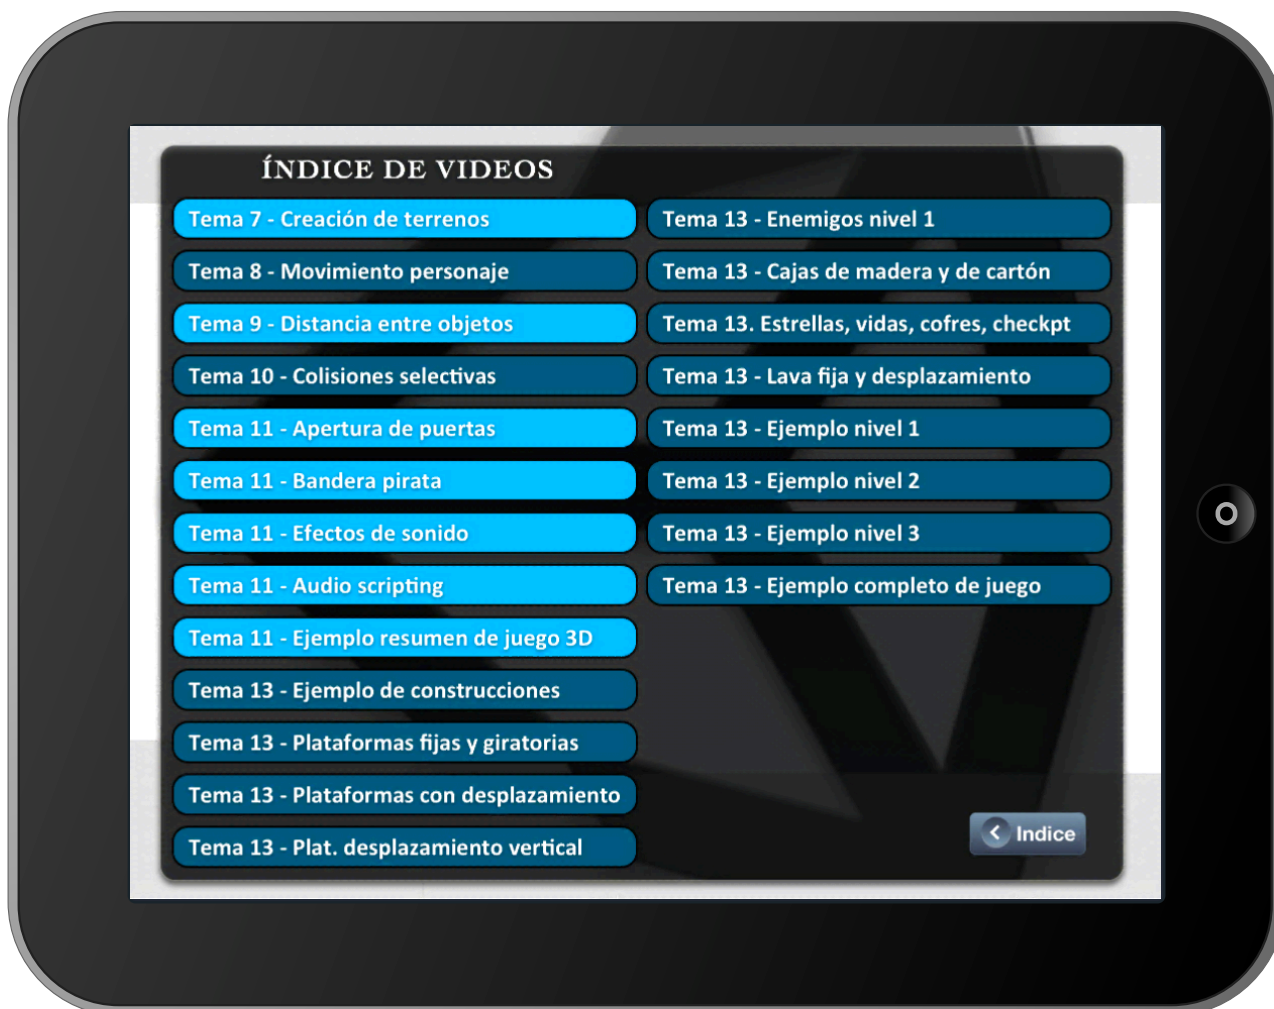 ÍNDICE DE VIDEOS
Tema 7 - Creación de terrenos
Tema 8 - Movimiento personaje
Tema 9 - Distancia entre objetos
Tema 10 - Colisiones selectivas
Tema 11 - Apertura de puertas
Tema 11 - Bandera pirata
Tema 11 - Efectos de sonido
Tema 11 - Audio scripting
Tema 11 - Ejemplo resumen de juego 3D
Tema 13 - Ejemplo de construcciones
Tema 13 - Plataformas fijas y giratorias
Tema 13 - Plataformas con desplazamiento
Tema 13 - Plat. desplazamiento vertical
Tema 13 - Enemigos nivel 1
Tema 13 - Cajas de madera y de cartón
Tema 13. Estrellas, vidas, cofres, checkpt
Tema 13 - Lava fija y desplazamiento
Tema 13 - Ejemplo nivel 1
Tema 13 - Ejemplo nivel 2
Tema 13 - Ejemplo nivel 3
Tema 13 - Ejemplo completo de juego
Indice